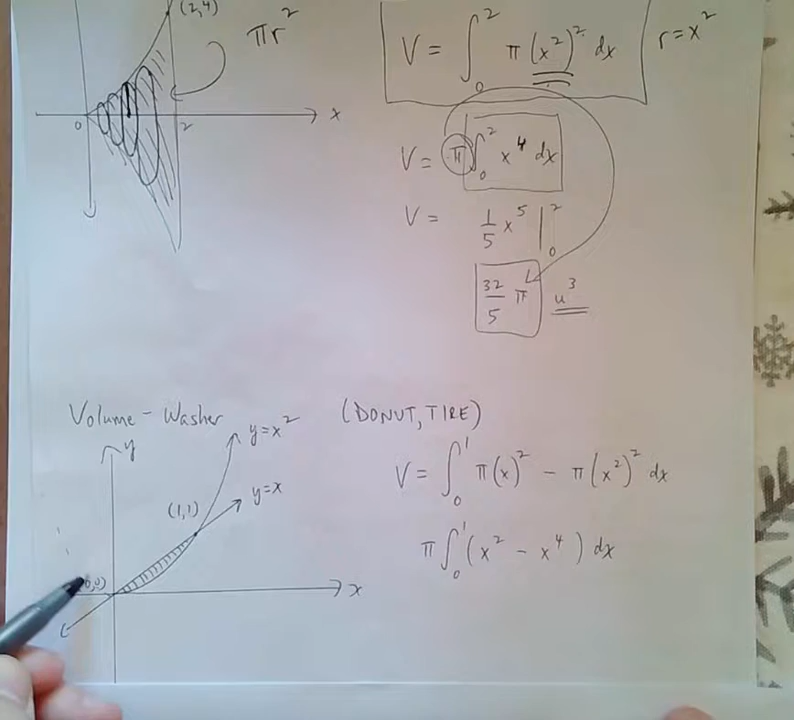 (2,4)
πr²
V = ∫₀² π (x²)² dx
r = x²
0
2
x
V = π ∫₀² x⁴ dx
V = 1/5 x⁵ |₀²
32/5 π u³
Volume - Washer (DONUT, TIRE)
y
y=x²
y=x
(1,1)
x
V = ∫₀¹ π(x)² - π(x²)² dx
π ∫₀¹ (x² - x⁴) dx